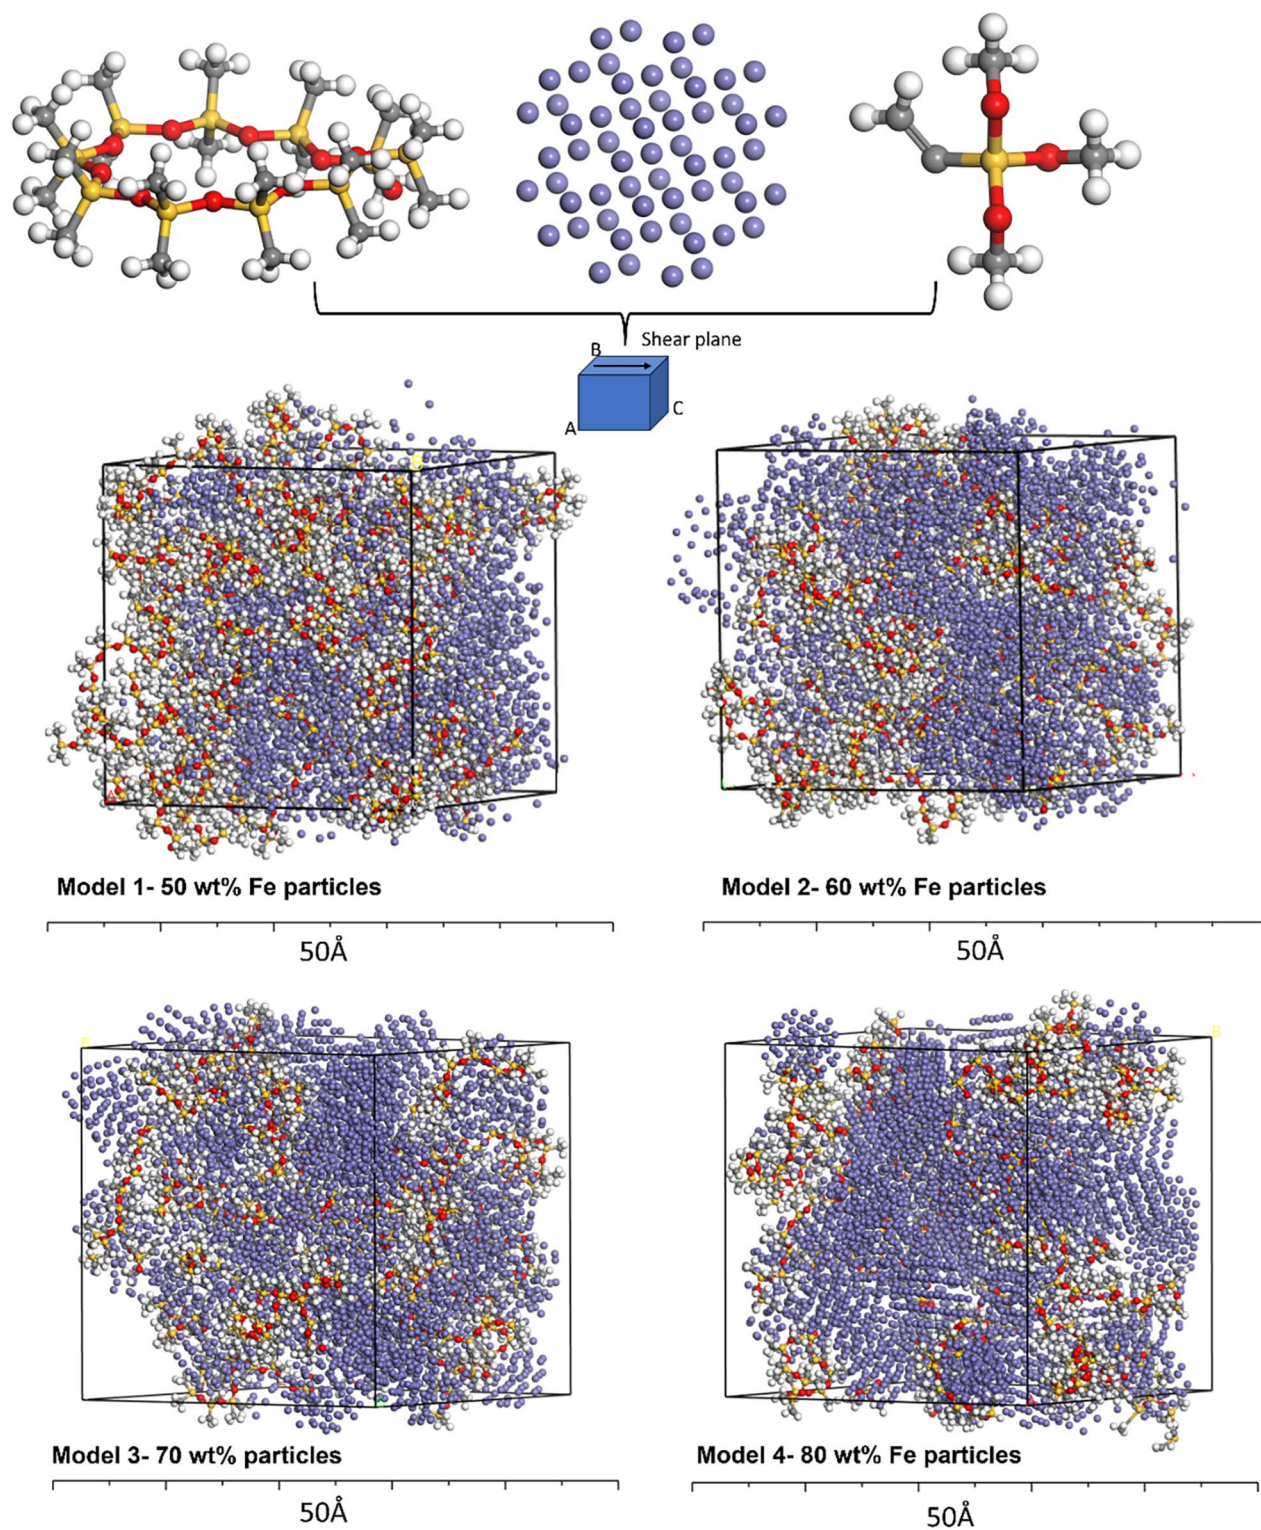 Shear plane
B
A
C
B
Model 1- 50 wt% Fe particles
Model 2- 60 wt% Fe particles
50Å
50Å
B
B
Model 3- 70 wt% particles
Model 4- 80 wt% Fe particles
50Å
50Å